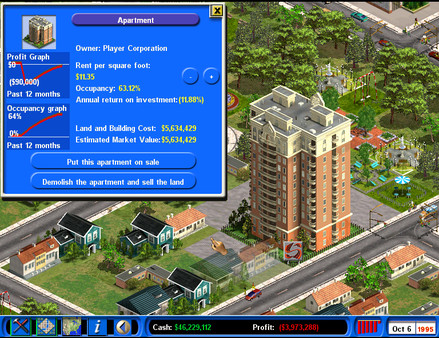 Apartment
Owner: Player Corporation
Profit Graph
$0
($90,000)
Past 12 months
Rent per square foot:
$11.35
Occupancy: 63.12%
Annual return on investment: (11.88%)
Occupancy graph
64%
0%
Past 12 months
Land and Building Cost: $5,634,429
Estimated Market Value: $5,634,429
Put this apartment on sale
Demolish the apartment and sell the land
Cash: $46,229,112
Profit: ($3,973,288)
Oct 6 1995